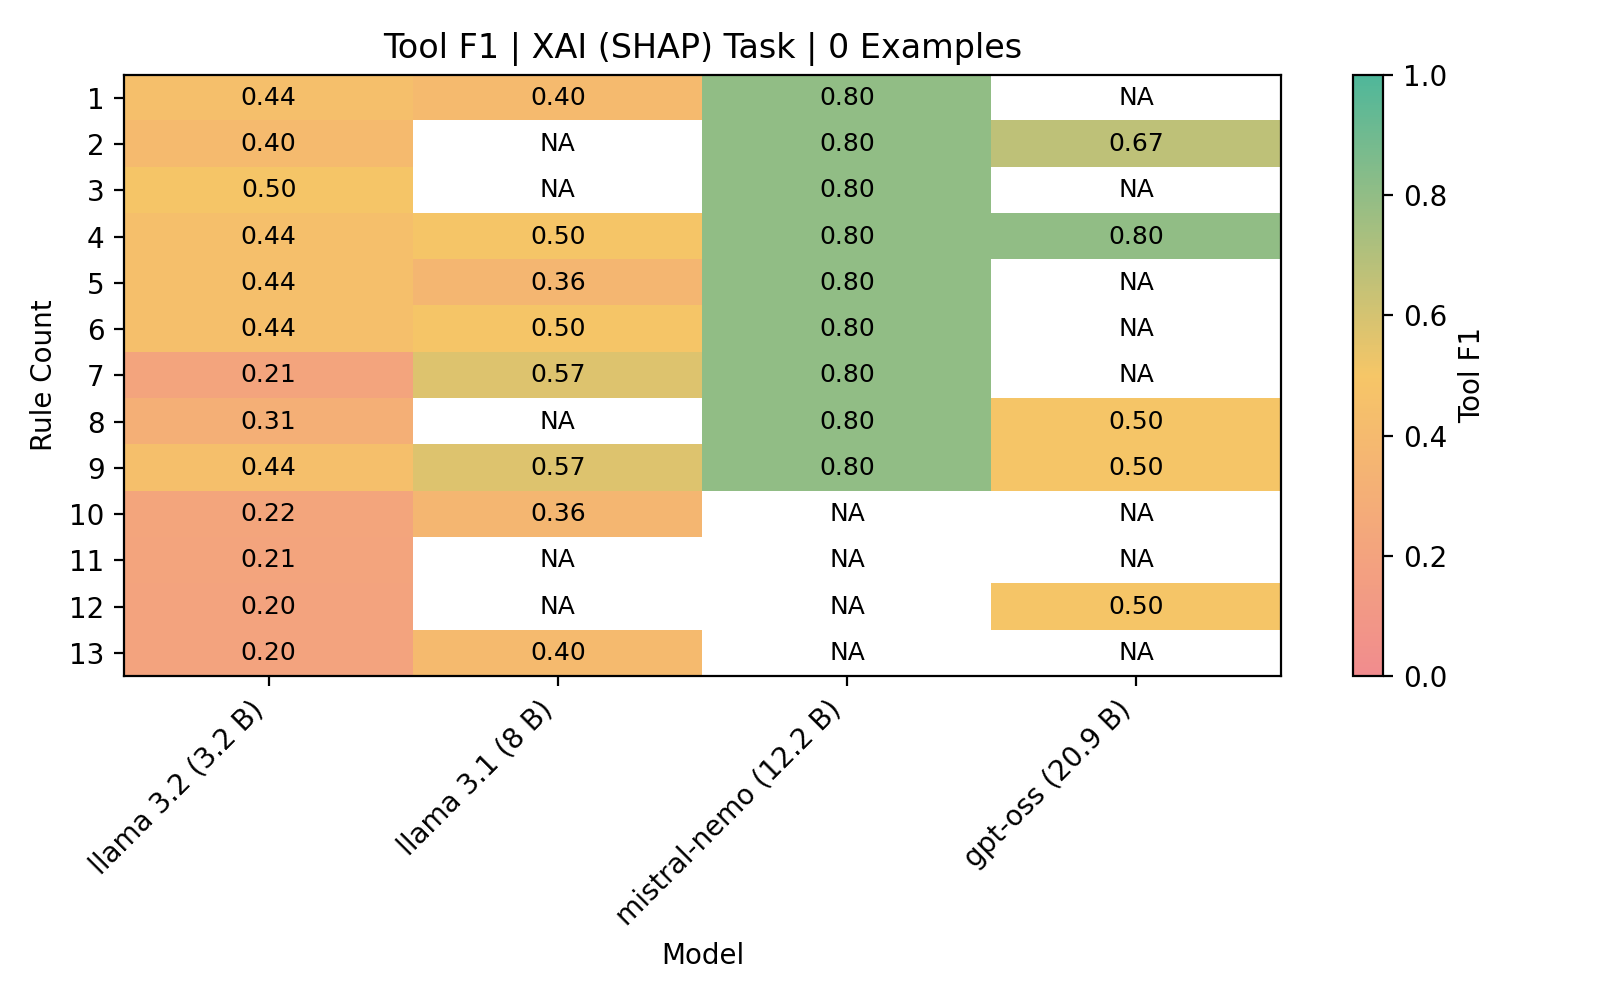 Tool F1 | XAI (SHAP) Task | 0 Examples
1 0.44 0.40 0.80 NA
2 0.40 NA 0.80 0.67
3 0.50 NA 0.80 NA
4 0.44 0.50 0.80 0.80
5 0.44 0.36 0.80 NA
6 0.44 0.50 0.80 NA
7 0.21 0.57 0.80 NA
8 0.31 NA 0.80 0.50
9 0.44 0.57 0.80 0.50
10 0.22 0.36 NA NA
11 0.21 NA NA NA
12 0.20 NA NA 0.50
13 0.20 0.40 NA NA
Rule Count
llama 3.2 (3.2 B)
llama 3.1 (8 B)
mistral-nemo (12.2 B)
gpt-oss (20.9 B)
Model
1.0
0.8
0.6
0.4
0.2
0.0
Tool F1